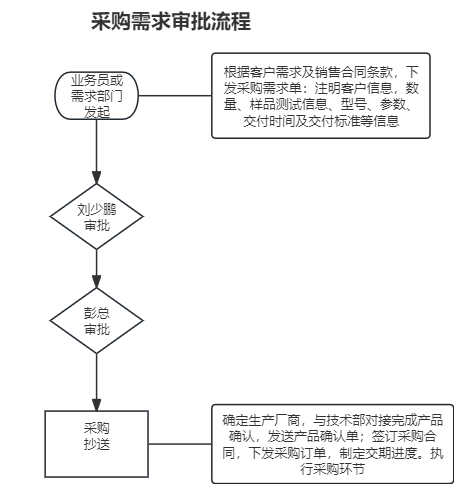 采购需求审批流程
业务员或
需求部门
发起
根据客户需求及销售合同条款，下
发采购需求单：注明客户信息，数
量、样品测试信息、型号、参数、
交付时间及交付标准等信息
刘少鹏
审批
彭总
审批
采购
抄送
确定生产厂商，与技术部对接完成产品
确认，发送产品确认单；签订采购合
同，下发采购订单，制定交期进度。执
行采购环节